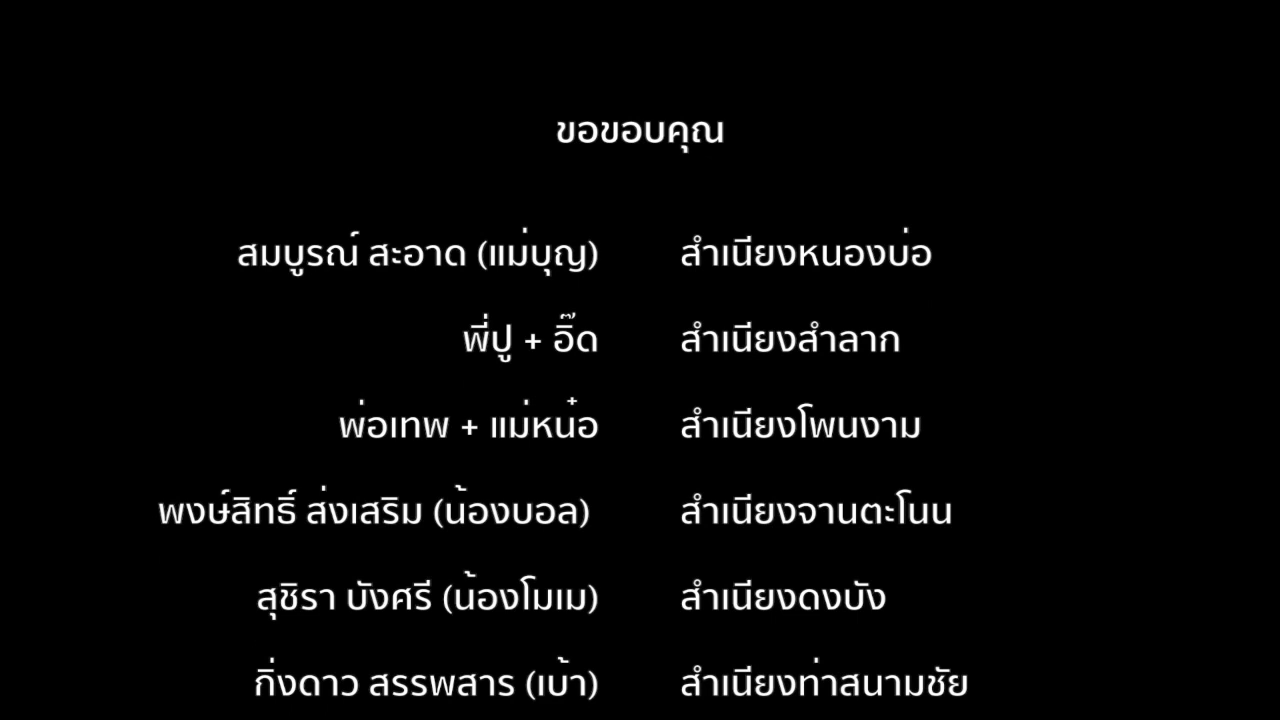 ขอขอบคุณ
สมบูรณ์ สะอาด (แม่บุญ) สำเนียงหนองบ่อ
พี่ปู + อิ๊ด สำเนียงสำลาก
พ่อเทพ + แม่หน๋อ สำเนียงโพนงาม
พงษ์สิทธิ์ ส่งเสริม (น้องบอล) สำเนียงจานตะโนน
สุชิรา บังศรี (น้องโมเม) สำเนียงดงบัง
กิ่งดาว สรรพสาร (เบ้า) สำเนียงท่าสนามชัย